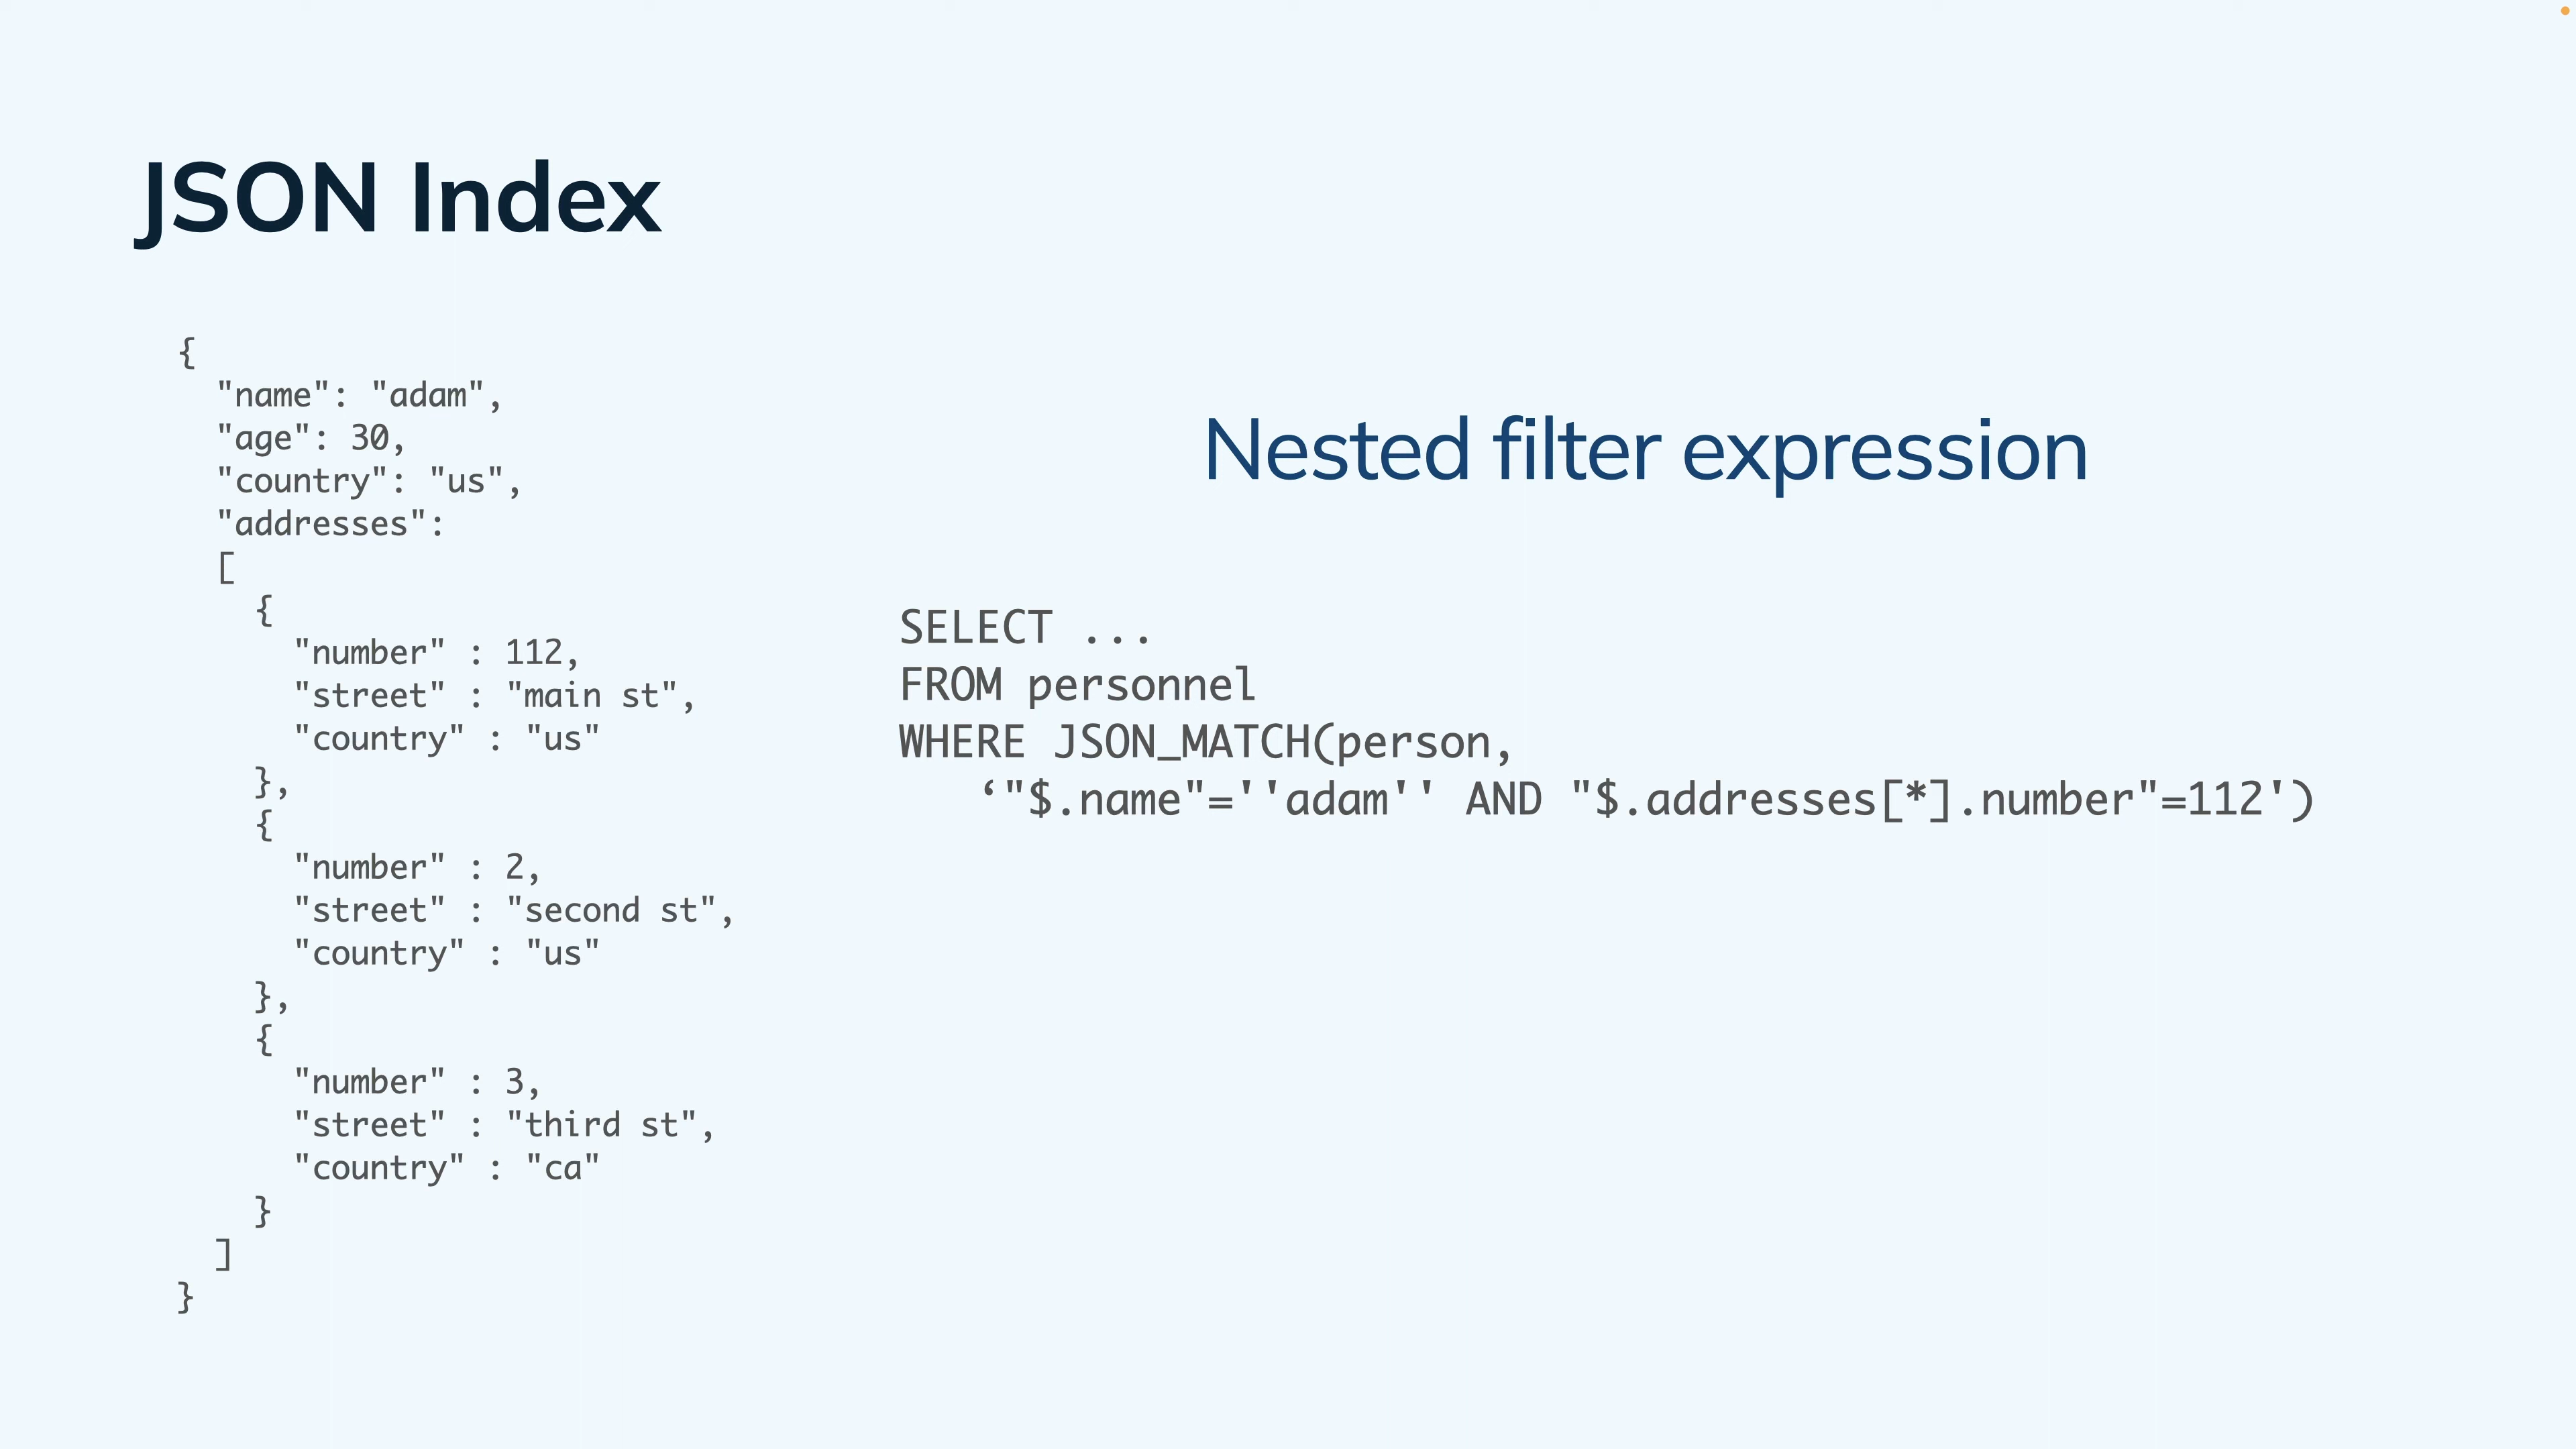 JSON Index
{
  "name": "adam",
  "age": 30,
  "country": "us",
  "addresses":
  [
    {
      "number" : 112,
      "street" : "main st",
      "country" : "us"
    },
    {
      "number" : 2,
      "street" : "second st",
      "country" : "us"
    },
    {
      "number" : 3,
      "street" : "third st",
      "country" : "ca"
    }
  ]
}
Nested filter expression
SELECT ...
FROM personnel
WHERE JSON_MATCH(person,
   ‘"$.name"=''adam'' AND "$.addresses[*].number"=112')